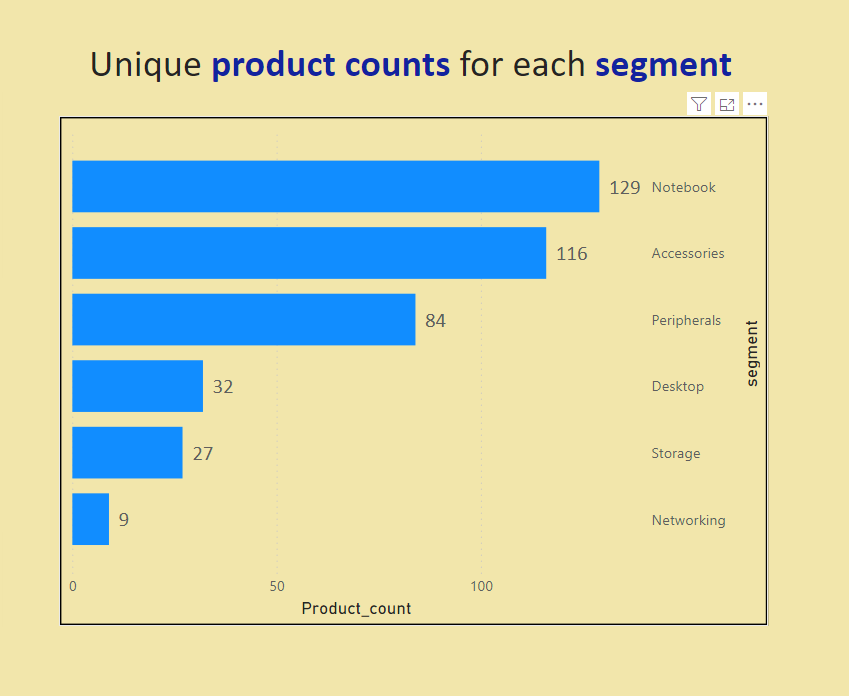 Unique product counts for each segment
129 Notebook
116 Accessories
84 Peripherals
32 Desktop
27 Storage
9 Networking
segment
0 50 100
Product_count